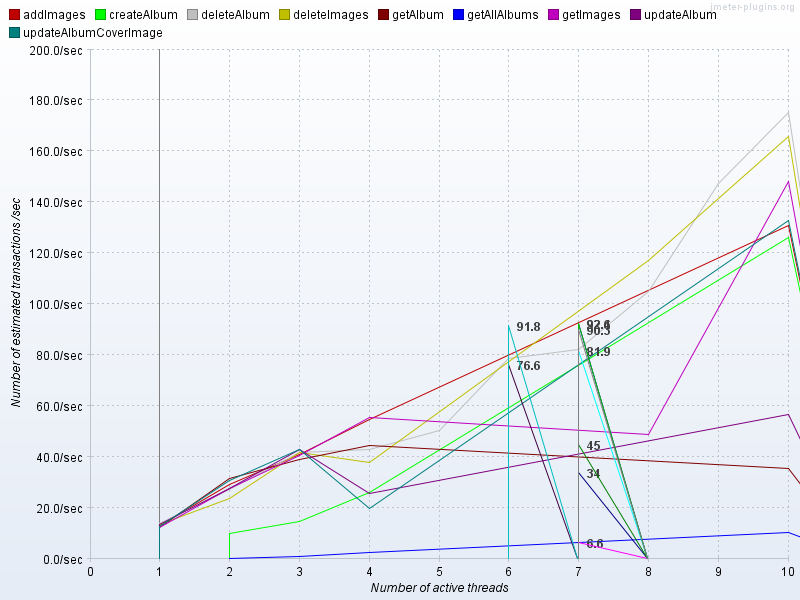 jmeter-plugins.org
addImages createAlbum deleteAlbum deleteImages getAlbum getAllAlbums getImages updateAlbum
updateAlbumCoverImage
200.0/sec
180.0/sec
160.0/sec
140.0/sec
120.0/sec
100.0/sec
80.0/sec
60.0/sec
40.0/sec
20.0/sec
0.0/sec
Number of estimated transactions /sec
91.8
76.6
90.3
81.9
45
34
6.6
0 1 2 3 4 5 6 7 8 9 10
Number of active threads